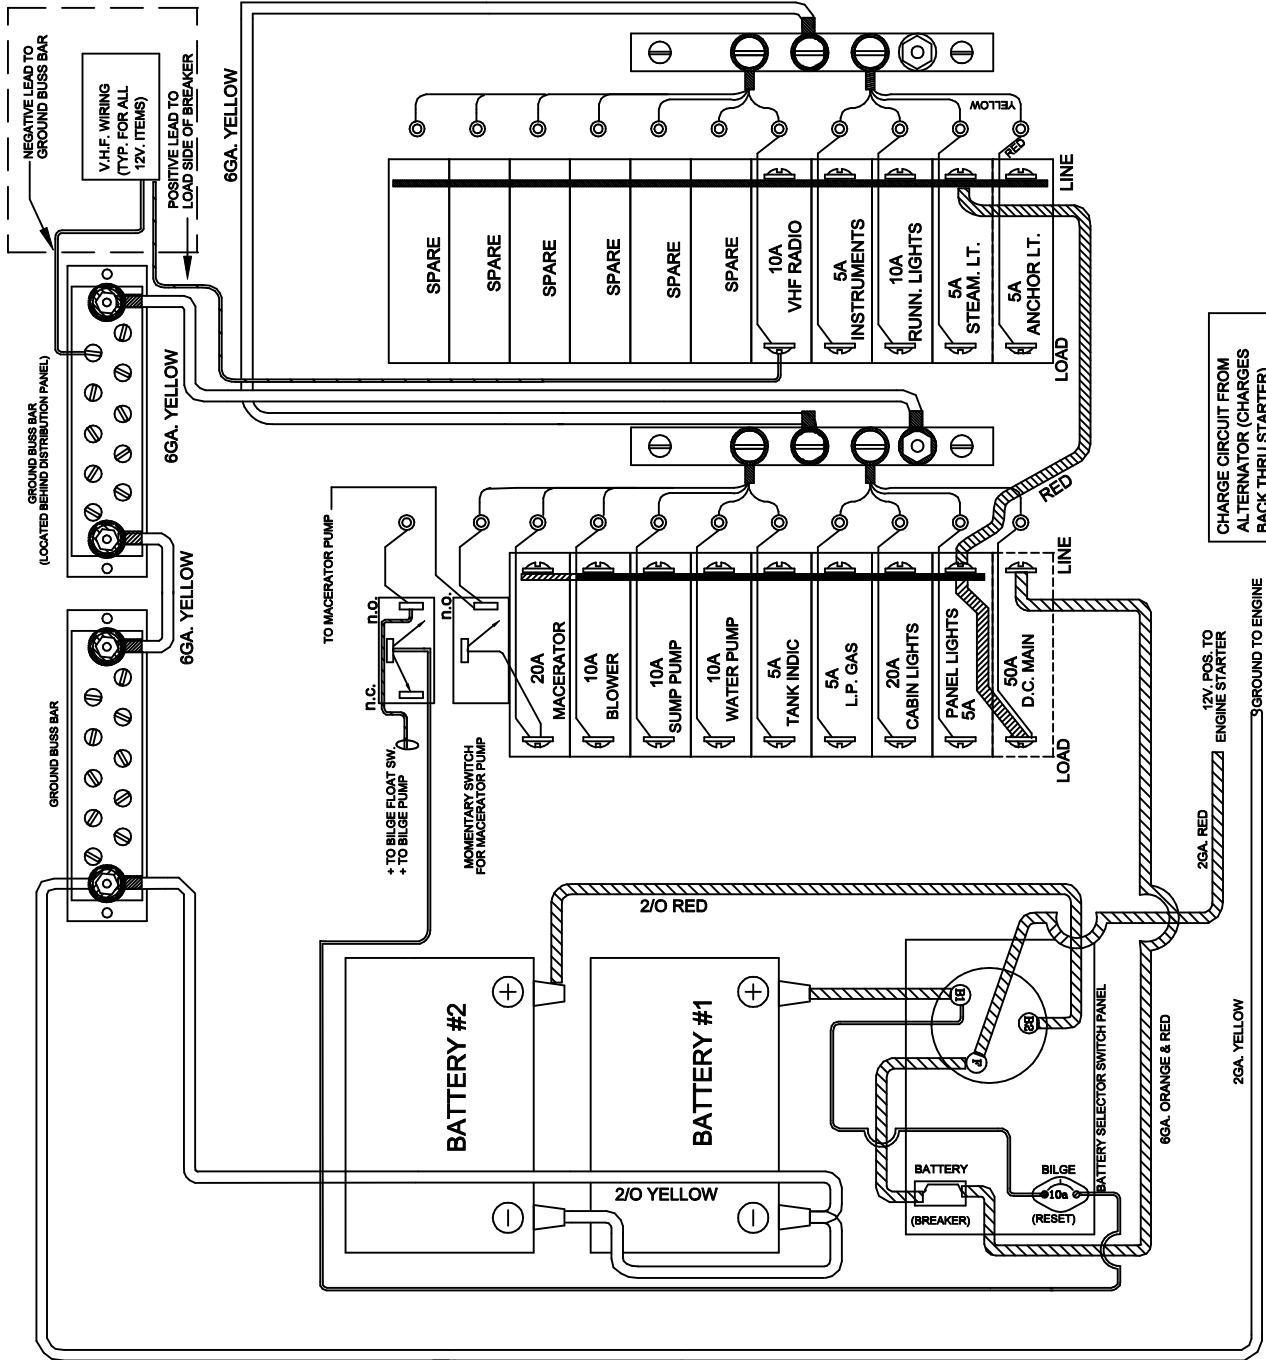 NEGATIVE LEAD TO
GROUND BUSS BAR
V.H.F. WIRING
(TYP. FOR ALL
12V. ITEMS)
POSITIVE LEAD TO
LOAD SIDE OF BREAKER
6GA. YELLOW
GROUND BUSS BAR
(LOCATED BEHIND DISTRIBUTION PANEL)
6GA. YELLOW
6GA. YELLOW
GROUND BUSS BAR
YELLOW
RED
LINE
SPARE
SPARE
SPARE
SPARE
SPARE
SPARE
10A
VHF RADIO
5A
INSTRUMENTS
10A
RUNN. LIGHTS
5A
STEAM. LT.
5A
ANCHOR LT.
LOAD
RED
TO MACERATOR PUMP
n.o.
n.c.
n.o.
+ TO BILGE FLOAT SW.
+ TO BILGE PUMP
MOMENTARY SWITCH
FOR MACERATOR PUMP
LINE
20A
MACERATOR
10A
BLOWER
10A
SUMP PUMP
10A
WATER PUMP
5A
TANK INDIC
5A
L.P. GAS
20A
CABIN LIGHTS
PANEL LIGHTS
5A
50A
D.C. MAIN
LOAD
CHARGE CIRCUIT FROM
ALTERNATOR (CHARGES
BACK THRU STARTER)
12V. POS. TO
ENGINE STARTER
GROUND TO ENGINE
2GA. RED
2GA. YELLOW
2/O RED
BATTERY #2
+
−
BATTERY #1
+
−
2/O YELLOW
B1
B2
F
BATTERY
(BREAKER)
BILGE
10a
(RESET)
BATTERY SELECTOR SWITCH PANEL
6GA. ORANGE & RED